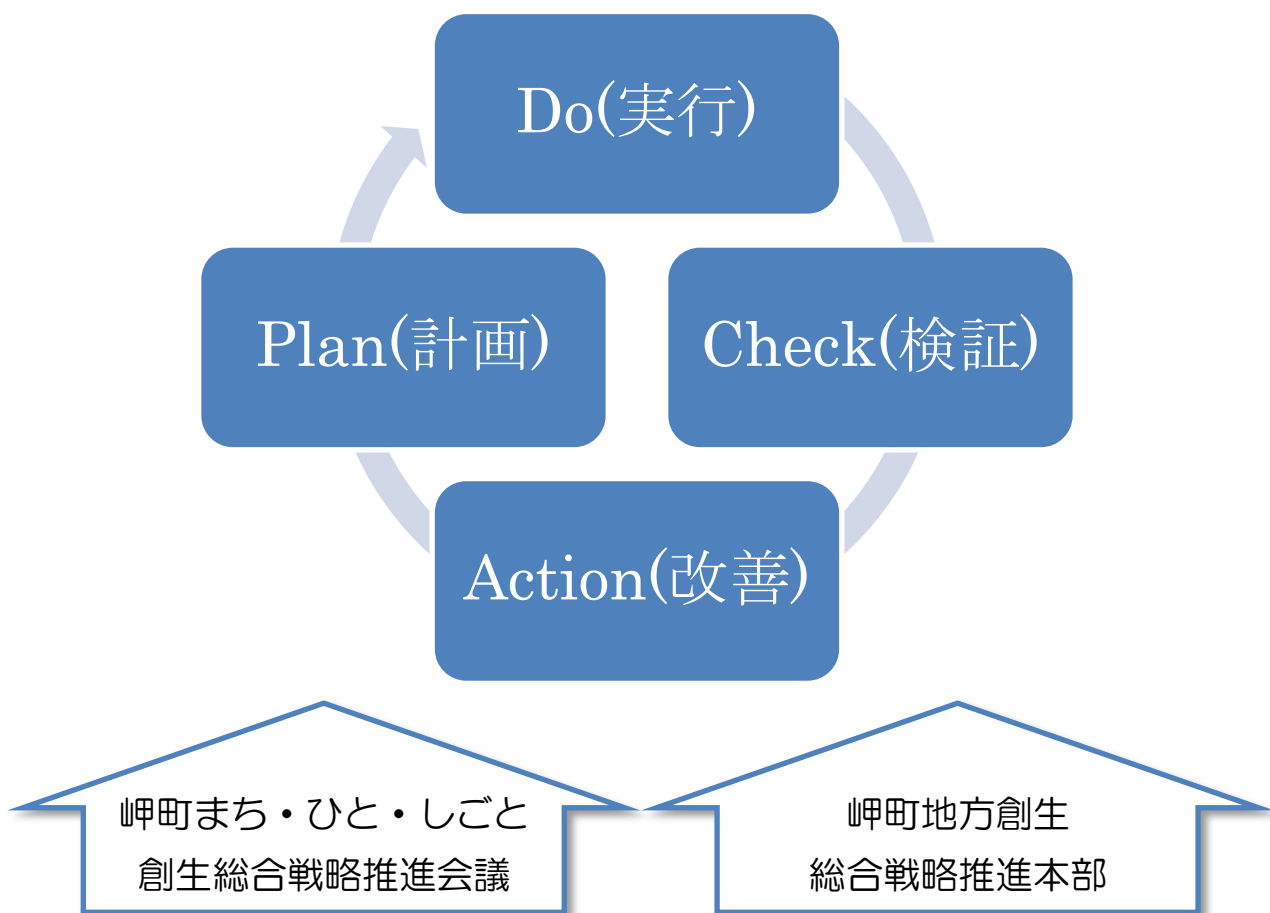 Do(実行)
Plan(計画)
Check(検証)
Action(改善)
岬町まち・ひと・しごと
創生総合戦略推進会議
岬町地方創生
総合戦略推進本部